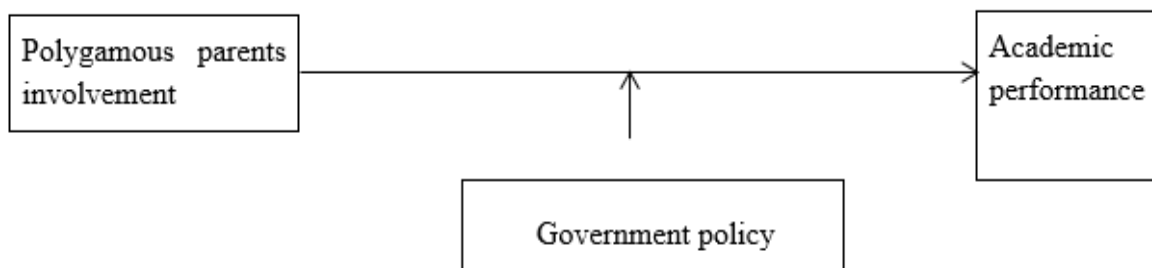 Polygamous parents
involvement
Academic
performance
Government policy